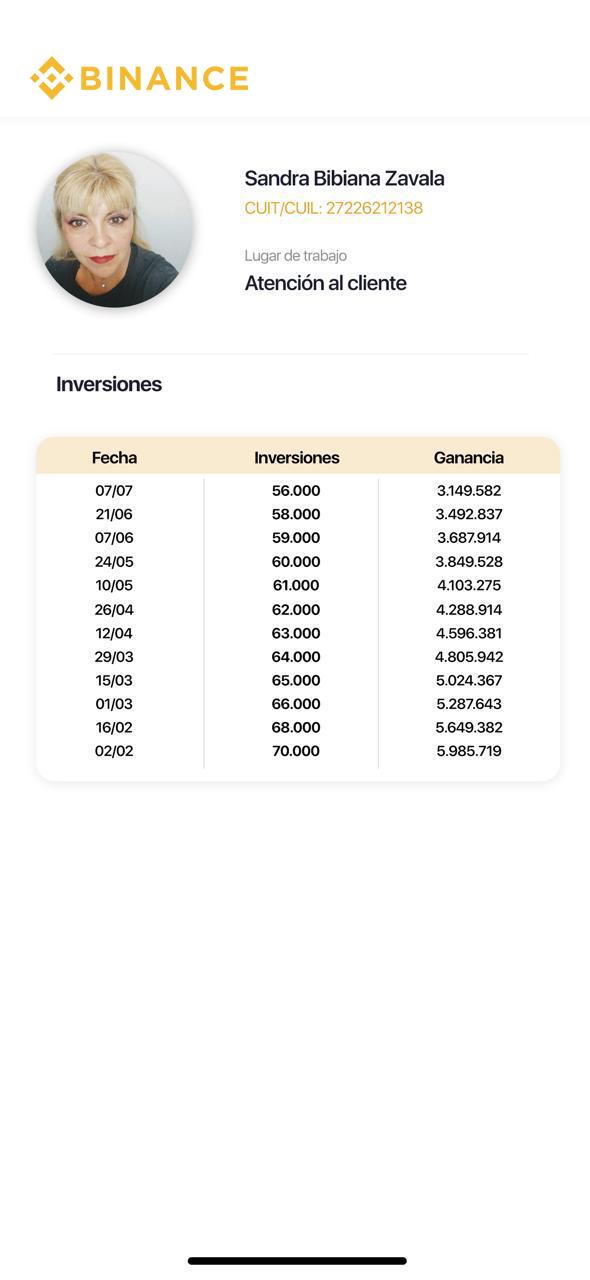 BINANCE
Sandra Bibiana Zavala
CUIT/CUIL: 27226212138
Lugar de trabajo
Atención al cliente
Inversiones
Fecha Inversiones Ganancia
07/07 56.000 3.149.582
21/06 58.000 3.492.837
07/06 59.000 3.687.914
24/05 60.000 3.849.528
10/05 61.000 4.103.275
26/04 62.000 4.288.914
12/04 63.000 4.596.381
29/03 64.000 4.805.942
15/03 65.000 5.024.367
01/03 66.000 5.287.643
16/02 68.000 5.649.382
02/02 70.000 5.985.719